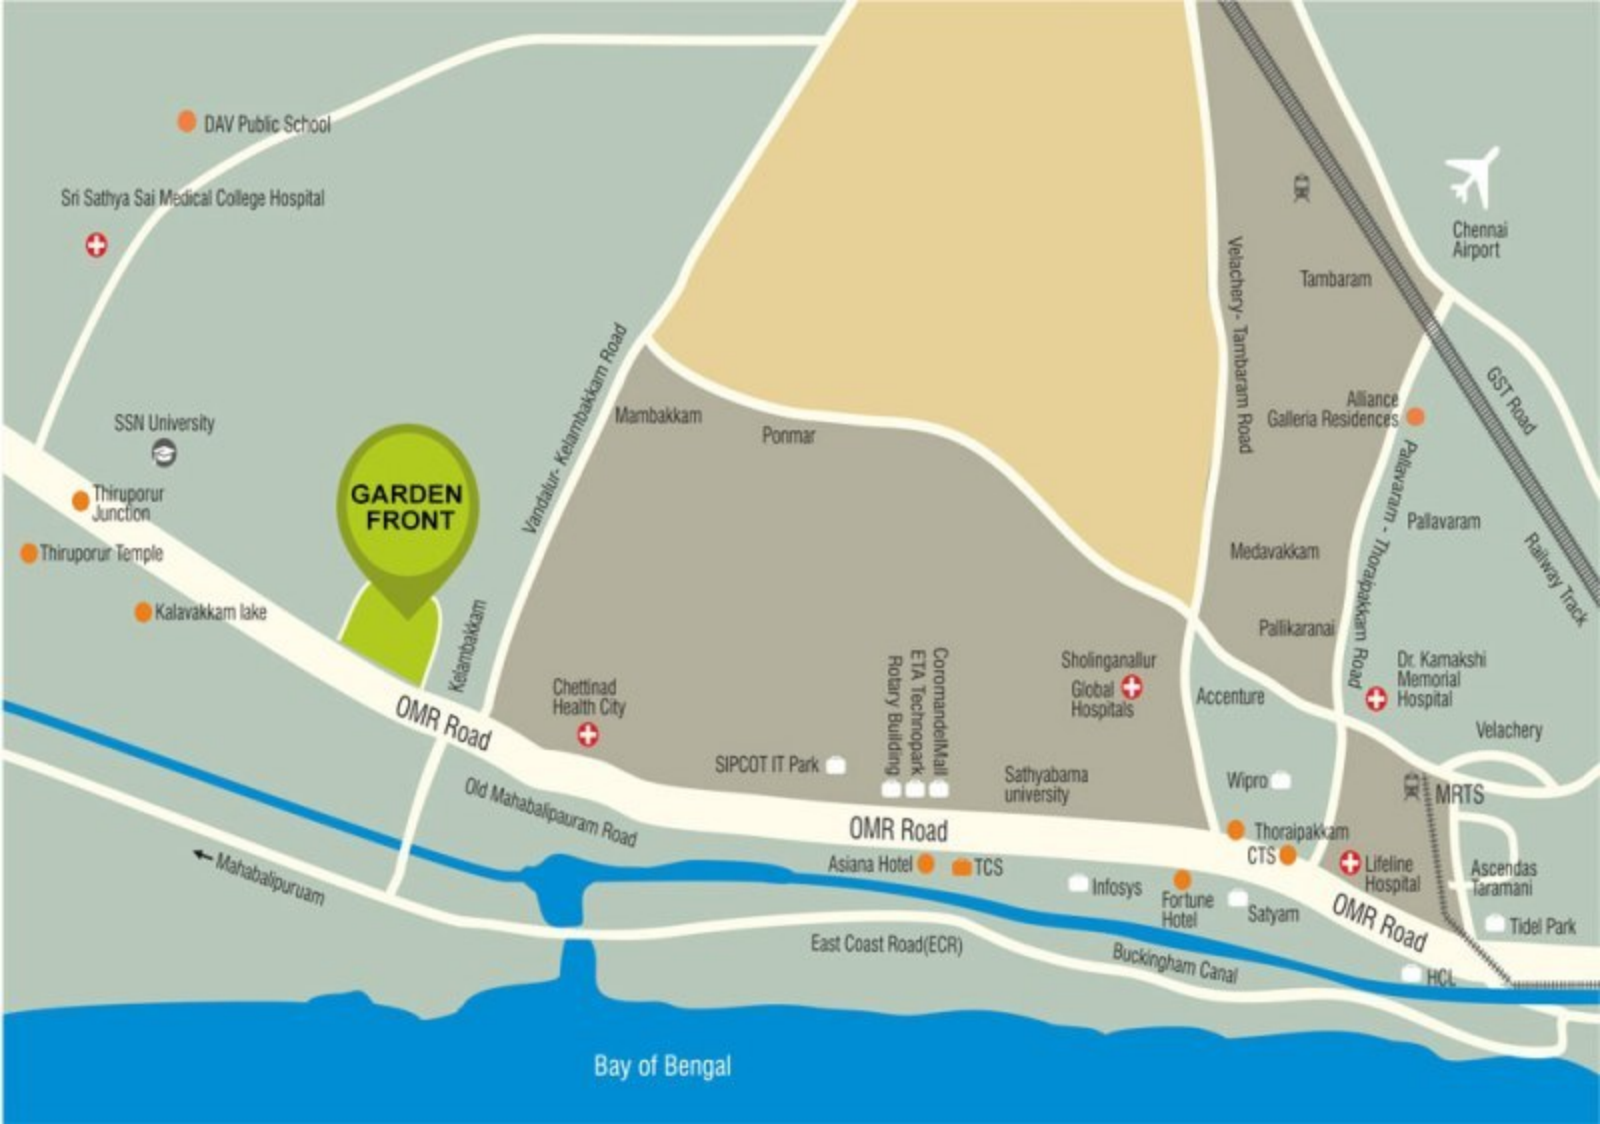 DAV Public School
Sri Sathya Sai Medical College Hospital
Chennai
Airport
Velachery- Tambaram Road
Tambaram
GST Road
Alliance
Galleria Residences
Vandalur- Kelambakkam Road
Mambakkam
Ponmar
SSN University
GARDEN
FRONT
Thiruporur
Junction
Thiruporur Temple
Kalavakkam lake
Pallavaram - Thoraipakkam Road
Pallavaram
Railway Track
Medavakkam
Pallikaranai
Kelambakkam
OMR Road
Chettinad
Health City
SIPCOT IT Park
Rotary Building
ETA Technopark
CoromandelMall
Sholinganallur
Global
Hospitals
Accenture
Dr. Kamakshi
Memorial
Hospital
Velachery
Sathyabama
university
Wipro
MRTS
Old Mahabalipauram Road
OMR Road
Thoraipakkam
CTS
Asiana Hotel
TCS
Infosys
Fortune
Hotel
Satyam
Lifeline
Hospital
Ascendas
Taramani
OMR Road
Tidel Park
Mahabalipuruam
East Coast Road(ECR)
Buckingham Canal
HCL
Bay of Bengal